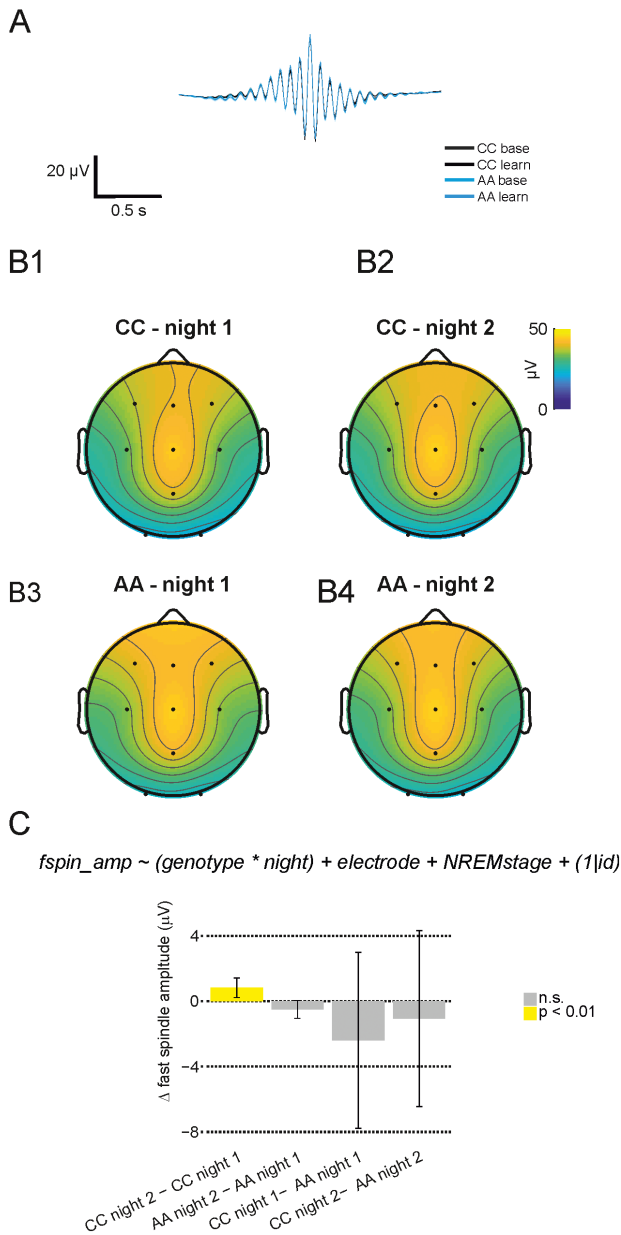 A
20 µV
0.5 s
CC base
CC learn
AA base
AA learn
B1
B2
CC - night 1
CC - night 2
50
µV
0
B3
AA - night 1
B4
AA - night 2
C
fspin_amp ~ (genotype * night) + electrode + NREMstage + (1|id)
Δ fast spindle ampltude (µV)
4
0
−4
−8
n.s.
p < 0.01
CC night 2 − CC night 1
AA night 2 − AA night 1
CC night 1− AA night 1
CC night 2− AA night 2